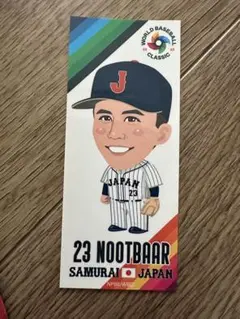 WORLD BASEBALL
CLASSIC
J
JAPAN
23
23 NOOTBAAR
SAMURAI JAPAN